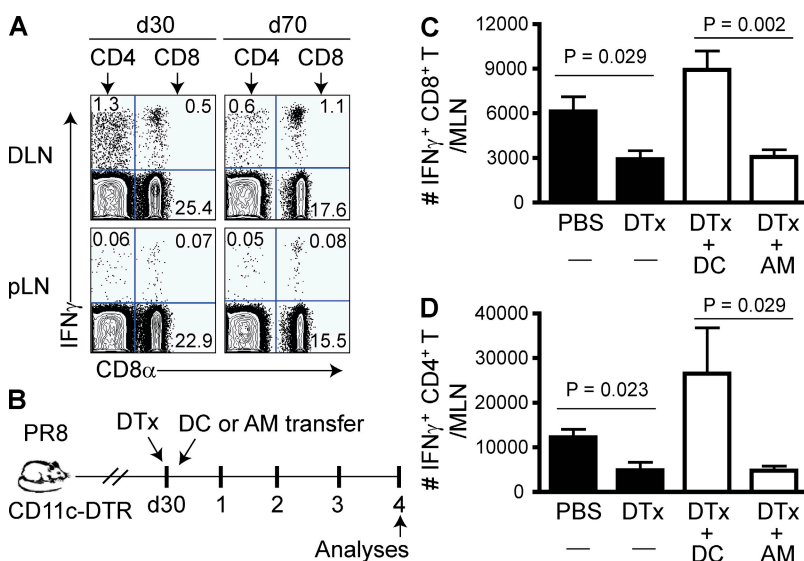 A
d30
d70
CD4
CD8
CD4
CD8
DLN
1.3
0.5
0.6
1.1
25.4
17.6
pLN
0.06
0.07
0.05
0.08
22.9
15.5
IFNγ
CD8α
B
PR8
DTx
DC or AM transfer
CD11c-DTR
d30
1
2
3
4
Analyses
C
# IFNγ+ CD8+ T
/MLN
12000
9000
6000
3000
0
P = 0.029
P = 0.002
PBS
DTx
DTx
DTx
—
—
+
+
DC
AM
D
# IFNγ+ CD4+ T
/MLN
40000
30000
20000
10000
0
P = 0.023
P = 0.029
PBS
DTx
DTx
DTx
—
—
+
+
DC
AM